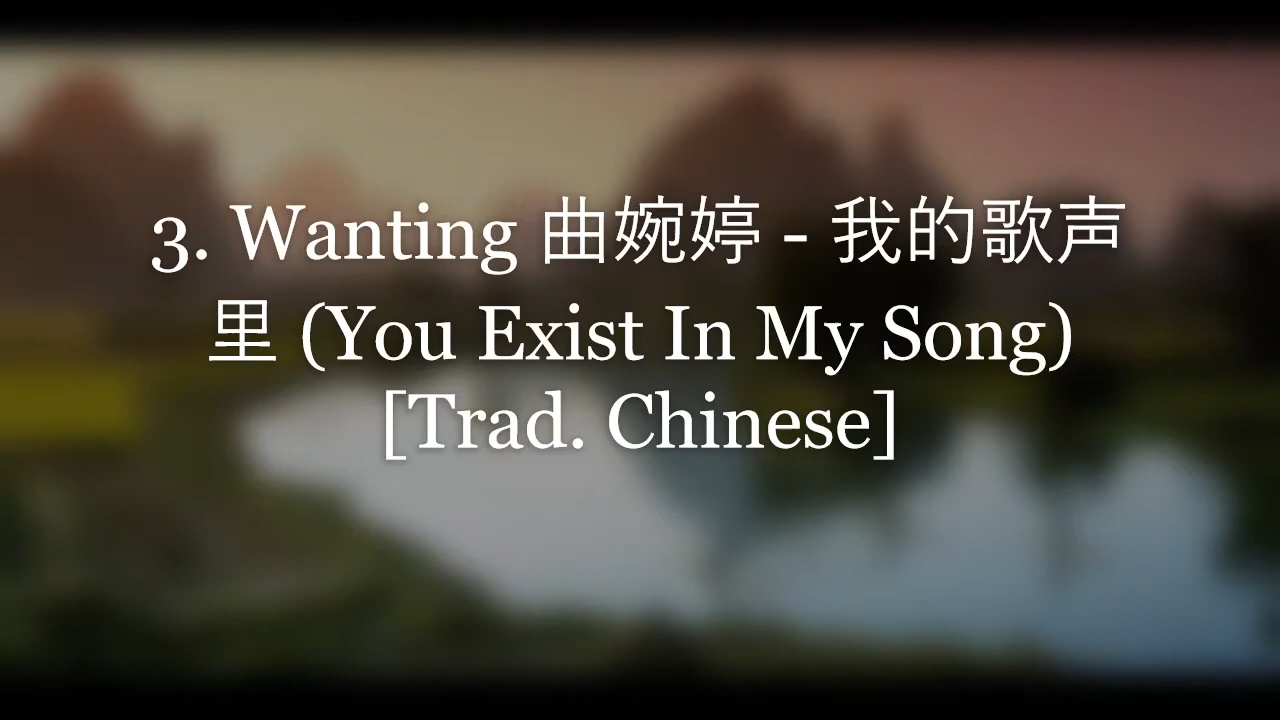 3. Wanting 曲婉婷 - 我的歌声
里 (You Exist In My Song)
[Trad. Chinese]